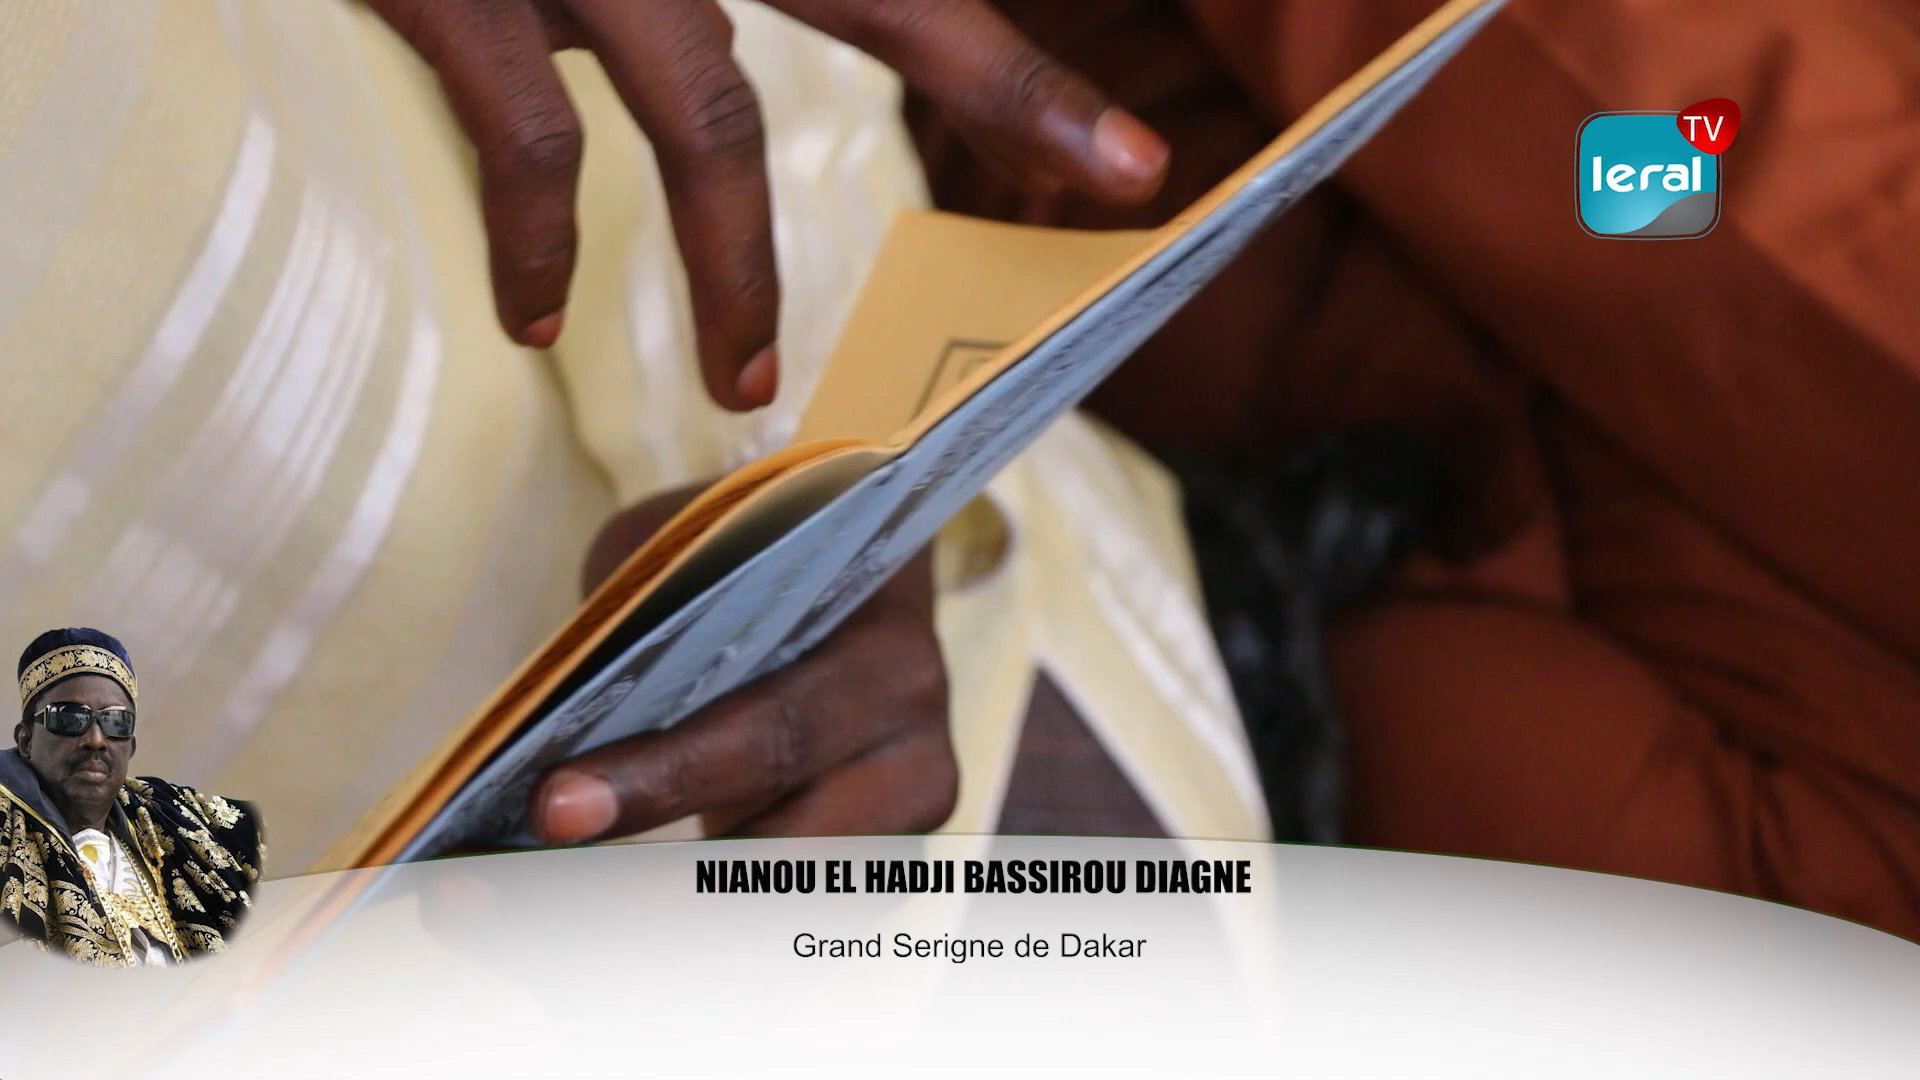 TV
leral
NIANOU EL HADJI BASSIROU DIAGNE
Grand Serigne de Dakar